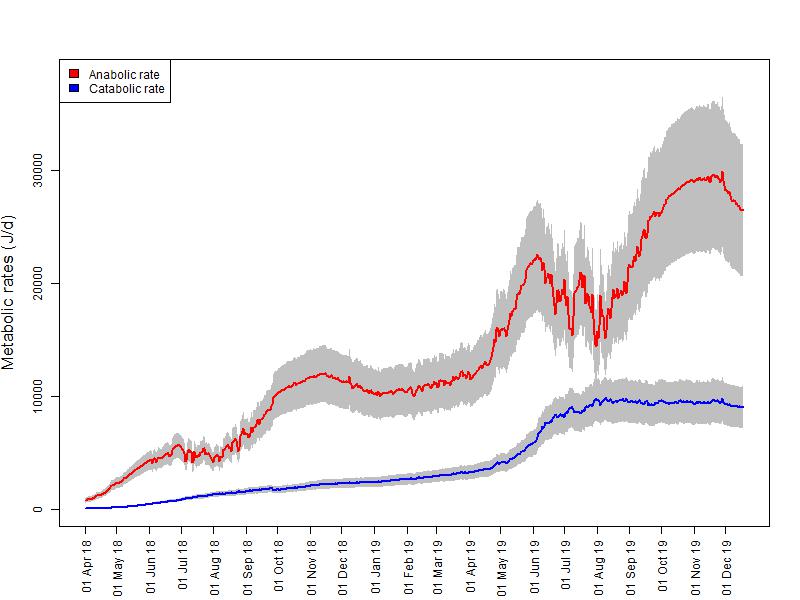 Anabolic rate
Catabolic rate
Metabolic rates (J/d)
30000
20000
10000
0
01 Apr 18
01 May 18
01 Jun 18
01 Jul 18
01 Aug 18
01 Sep 18
01 Oct 18
01 Nov 18
01 Dec 18
01 Jan 19
01 Feb 19
01 Mar 19
01 Apr 19
01 May 19
01 Jun 19
01 Jul 19
01 Aug 19
01 Sep 19
01 Oct 19
01 Nov 19
01 Dec 19